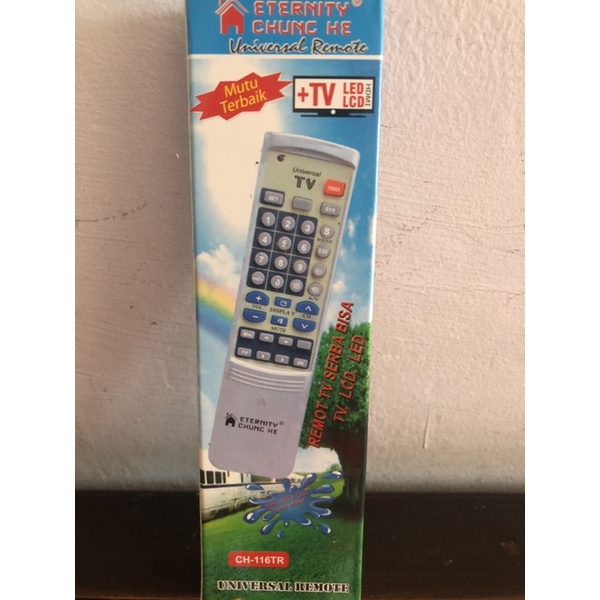 ETERNITY®
CHUNG HE
Universal Remote
Mutu
Terbaik
+TV LED
LCD
HDMI
Universal
TV
POWER
SET
SYS
1 2 3 S
4 5 6
7 8 9
0
A/V
+ DISPLAY CH
VOL
MUTE
ETERNITY®
CHUNG HE
REMOT TV SERBA BISA
TV, LCD, LED
CH-116TR
UNIVERSAL REMOTE